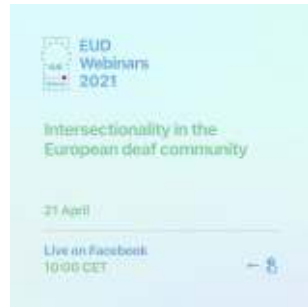 EUD
Webinars
2021
Intersectionality in the
European deaf community
21 April
Live on Facebook
10:00 CET